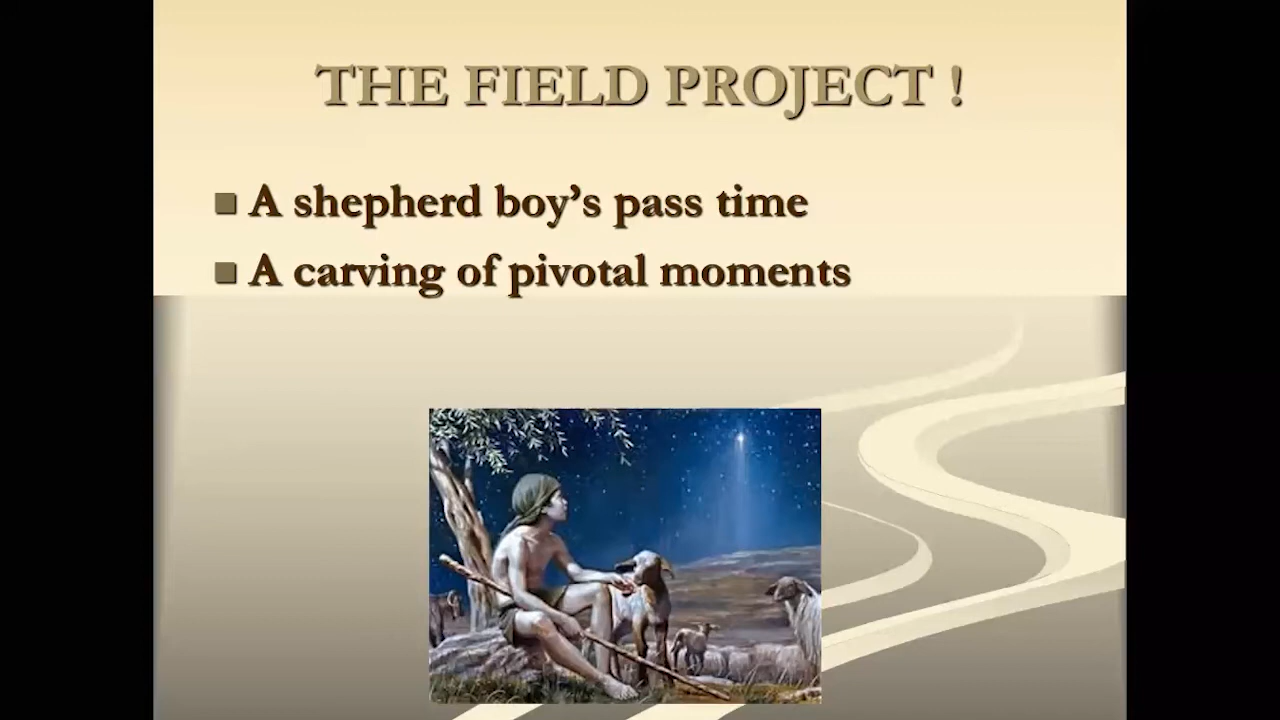 THE FIELD PROJECT !
A shepherd boy’s pass time
A carving of pivotal moments